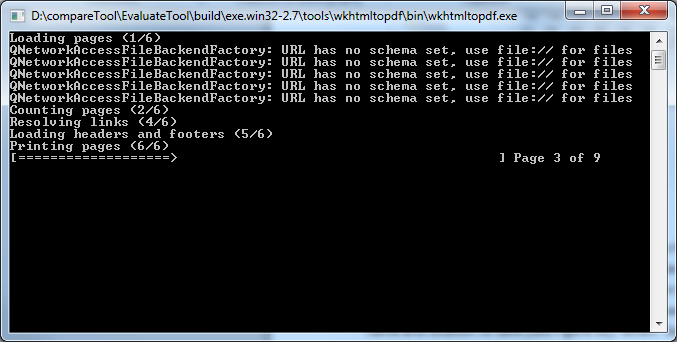 D:\compareTool\EvaluateTool\build\exe.win32-2.7\tools\wkhtmltopdf\bin\wkhtmltopdf.exe
Loading pages (1/6)
QNetworkAccessFileBackendFactory: URL has no schema set, use file:// for files
QNetworkAccessFileBackendFactory: URL has no schema set, use file:// for files
QNetworkAccessFileBackendFactory: URL has no schema set, use file:// for files
QNetworkAccessFileBackendFactory: URL has no schema set, use file:// for files
QNetworkAccessFileBackendFactory: URL has no schema set, use file:// for files
Counting pages (2/6)
Resolving links (4/6)
Loading headers and footers (5/6)
Printing pages (6/6)
[===================> ] Page 3 of 9